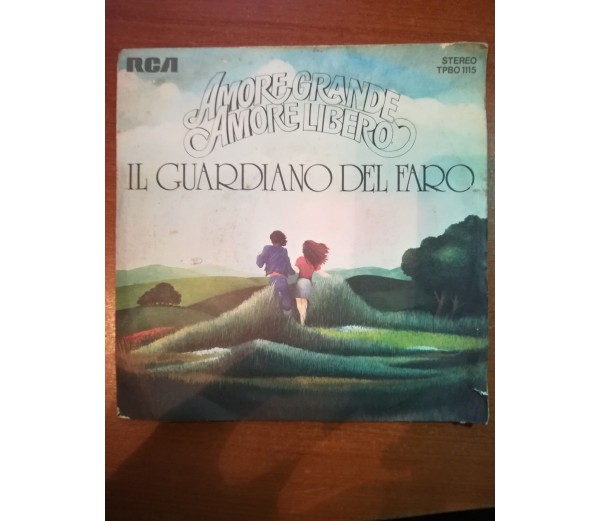 RCA
STEREO
TPBO 1115
AMORE GRANDE
AMORE LIBERO
IL GUARDIANO DEL FARO